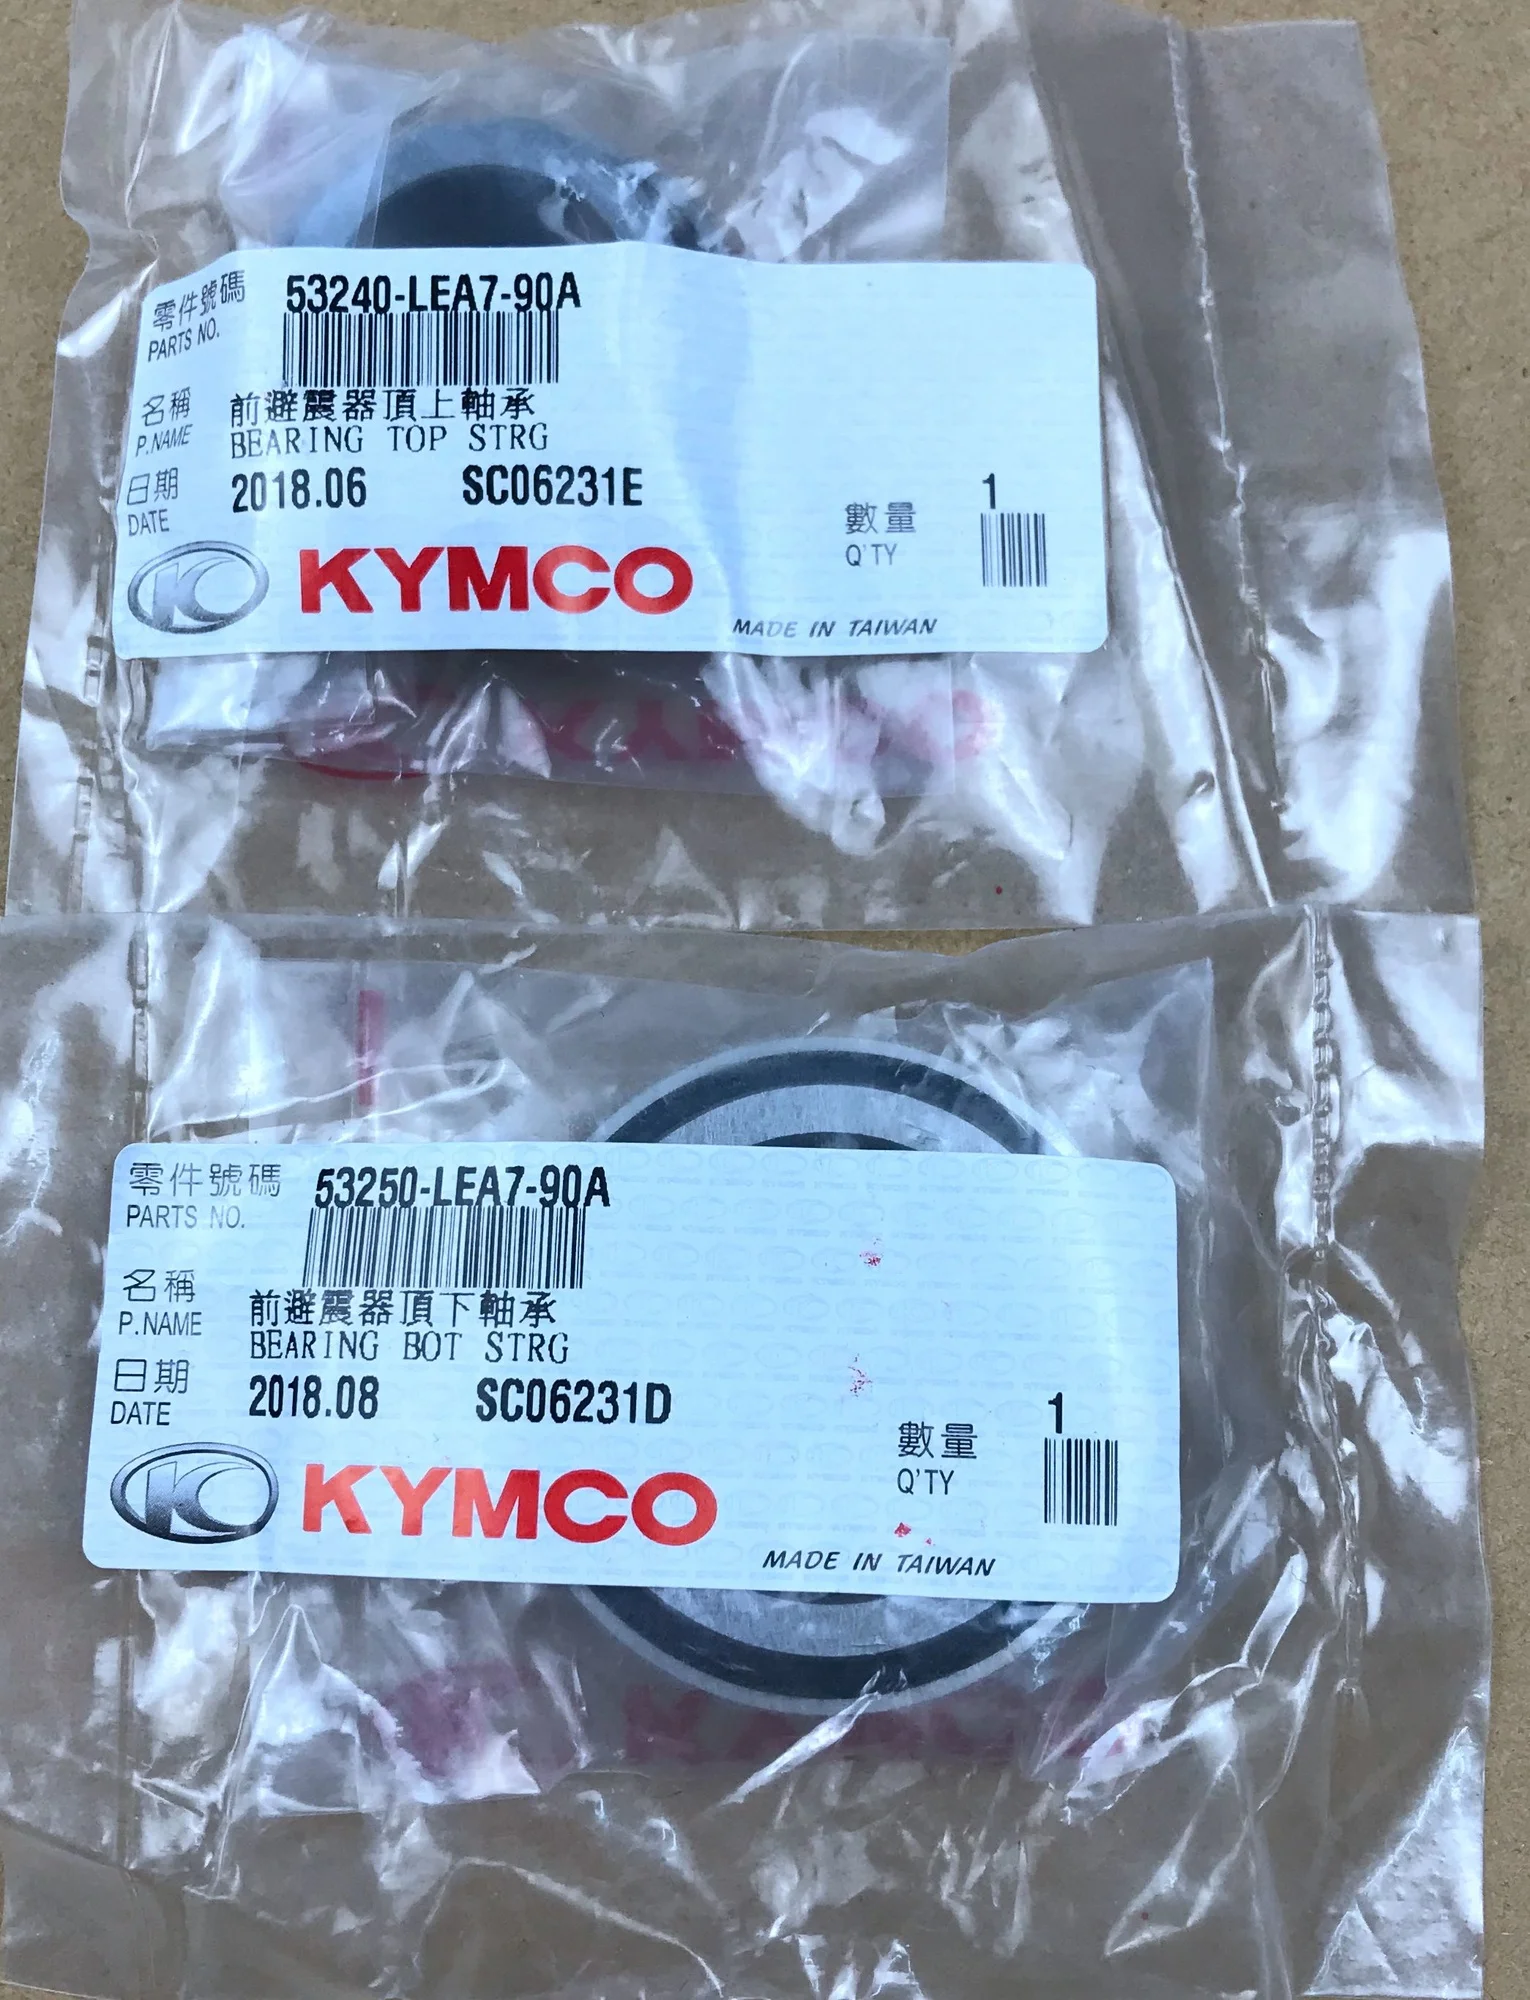 零件號碼 53240-LEA7-90A
PARTS NO.
名稱 前避震器頂上軸承
P.NAME BEARING TOP STRG
日期 2018.06 SC06231E
DATE
數量 1
Q'TY
KYMCO
MADE IN TAIWAN
零件號碼 53250-LEA7-90A
PARTS NO.
名稱 前避震器頂下軸承
P.NAME BEARING BOT STRG
日期 2018.08 SC06231D
DATE
數量 1
Q'TY
KYMCO
MADE IN TAIWAN